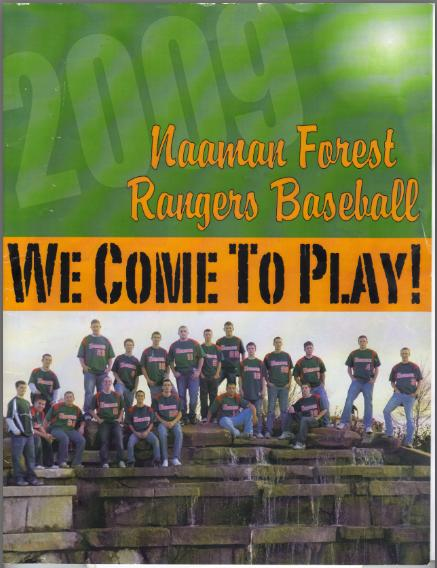 2009
Naaman Forest
Rangers Baseball
WE COME TO PLAY!